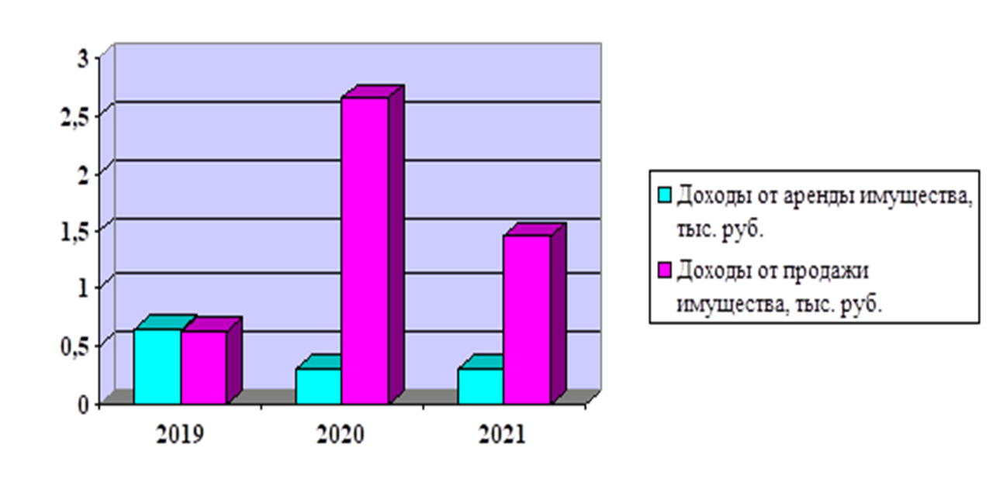 3
2,5
2
1,5
1
0,5
0
2019 2020 2021
Доходы от аренды имущества,
тыс. руб.
Доходы от продажи
имущества, тыс. руб.